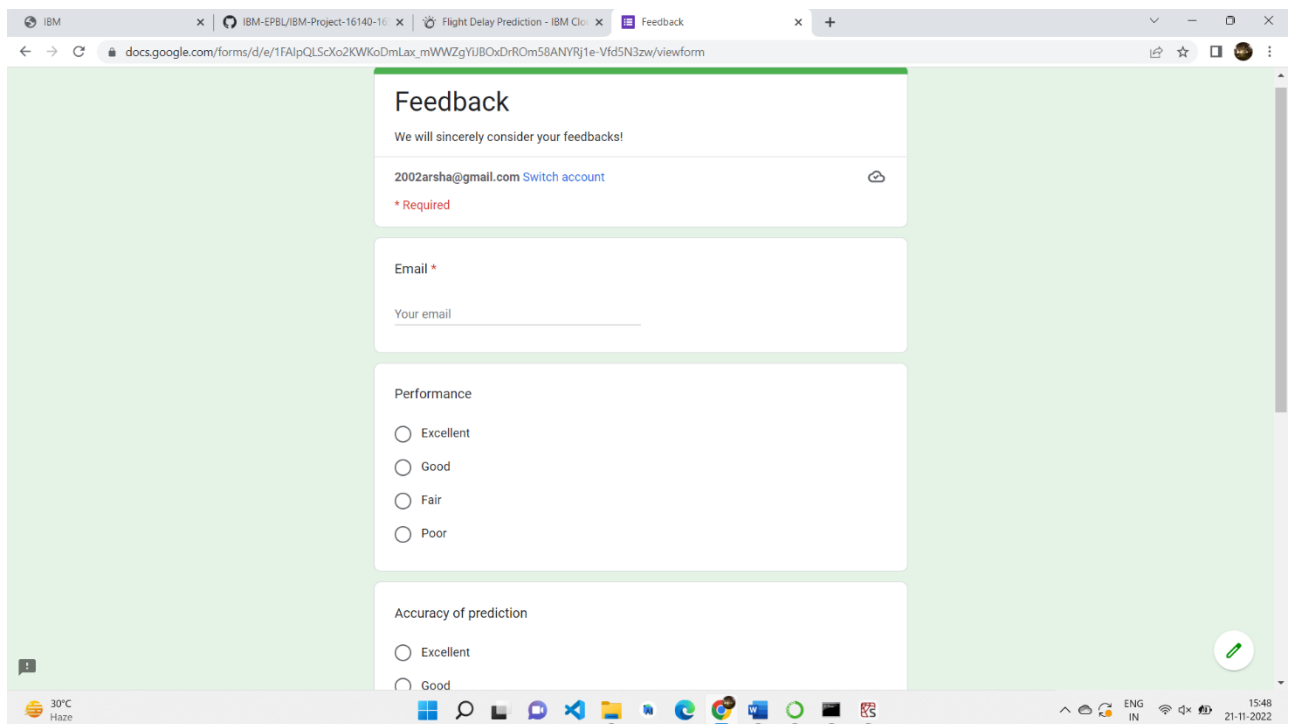 IBM
IBM-EPBL/IBM-Project-16140-16
Flight Delay Prediction - IBM Clo
Feedback
docs.google.com/forms/d/e/1FAIpQLScXo2KWKoDmLax_mWWZgYiJBOxDrROm58ANYRj1e-Vfd5N3zw/viewform
Feedback
We will sincerely consider your feedbacks!
2002arsha@gmail.com Switch account
* Required
Email *
Your email
Performance
Excellent
Good
Fair
Poor
Accuracy of prediction
Excellent
Good
30°C
Haze
ENG
IN
15:48
21-11-2022